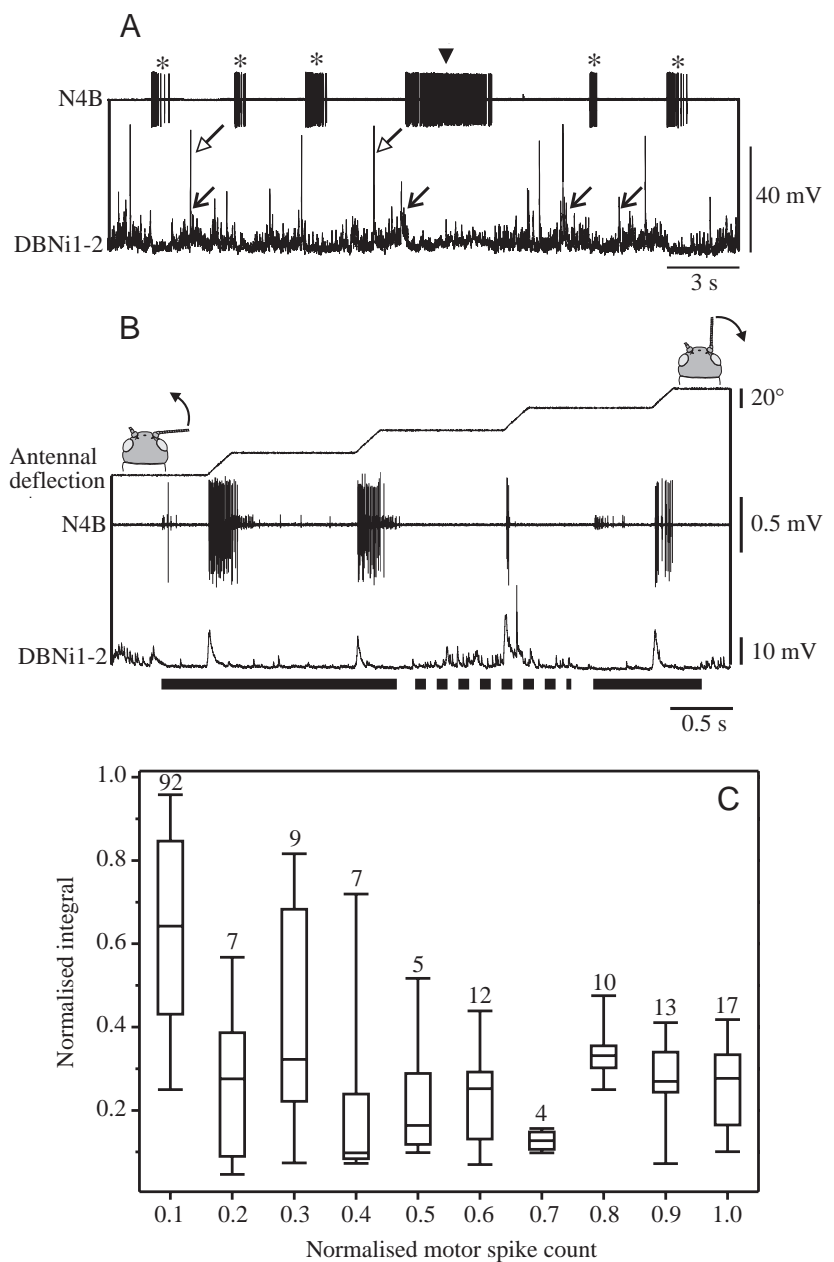 A
* * * ▼ * *
N4B
40 mV
DBNi1-2
3 s
B
20°
Antennal
deflection
N4B
0.5 mV
DBNi1-2
10 mV
0.5 s
C
1.0
0.8
0.6
0.4
0.2
Normalised integral
92
7
9
7
5
12
4
10
13
17
0.1 0.2 0.3 0.4 0.5 0.6 0.7 0.8 0.9 1.0
Normalised motor spike count